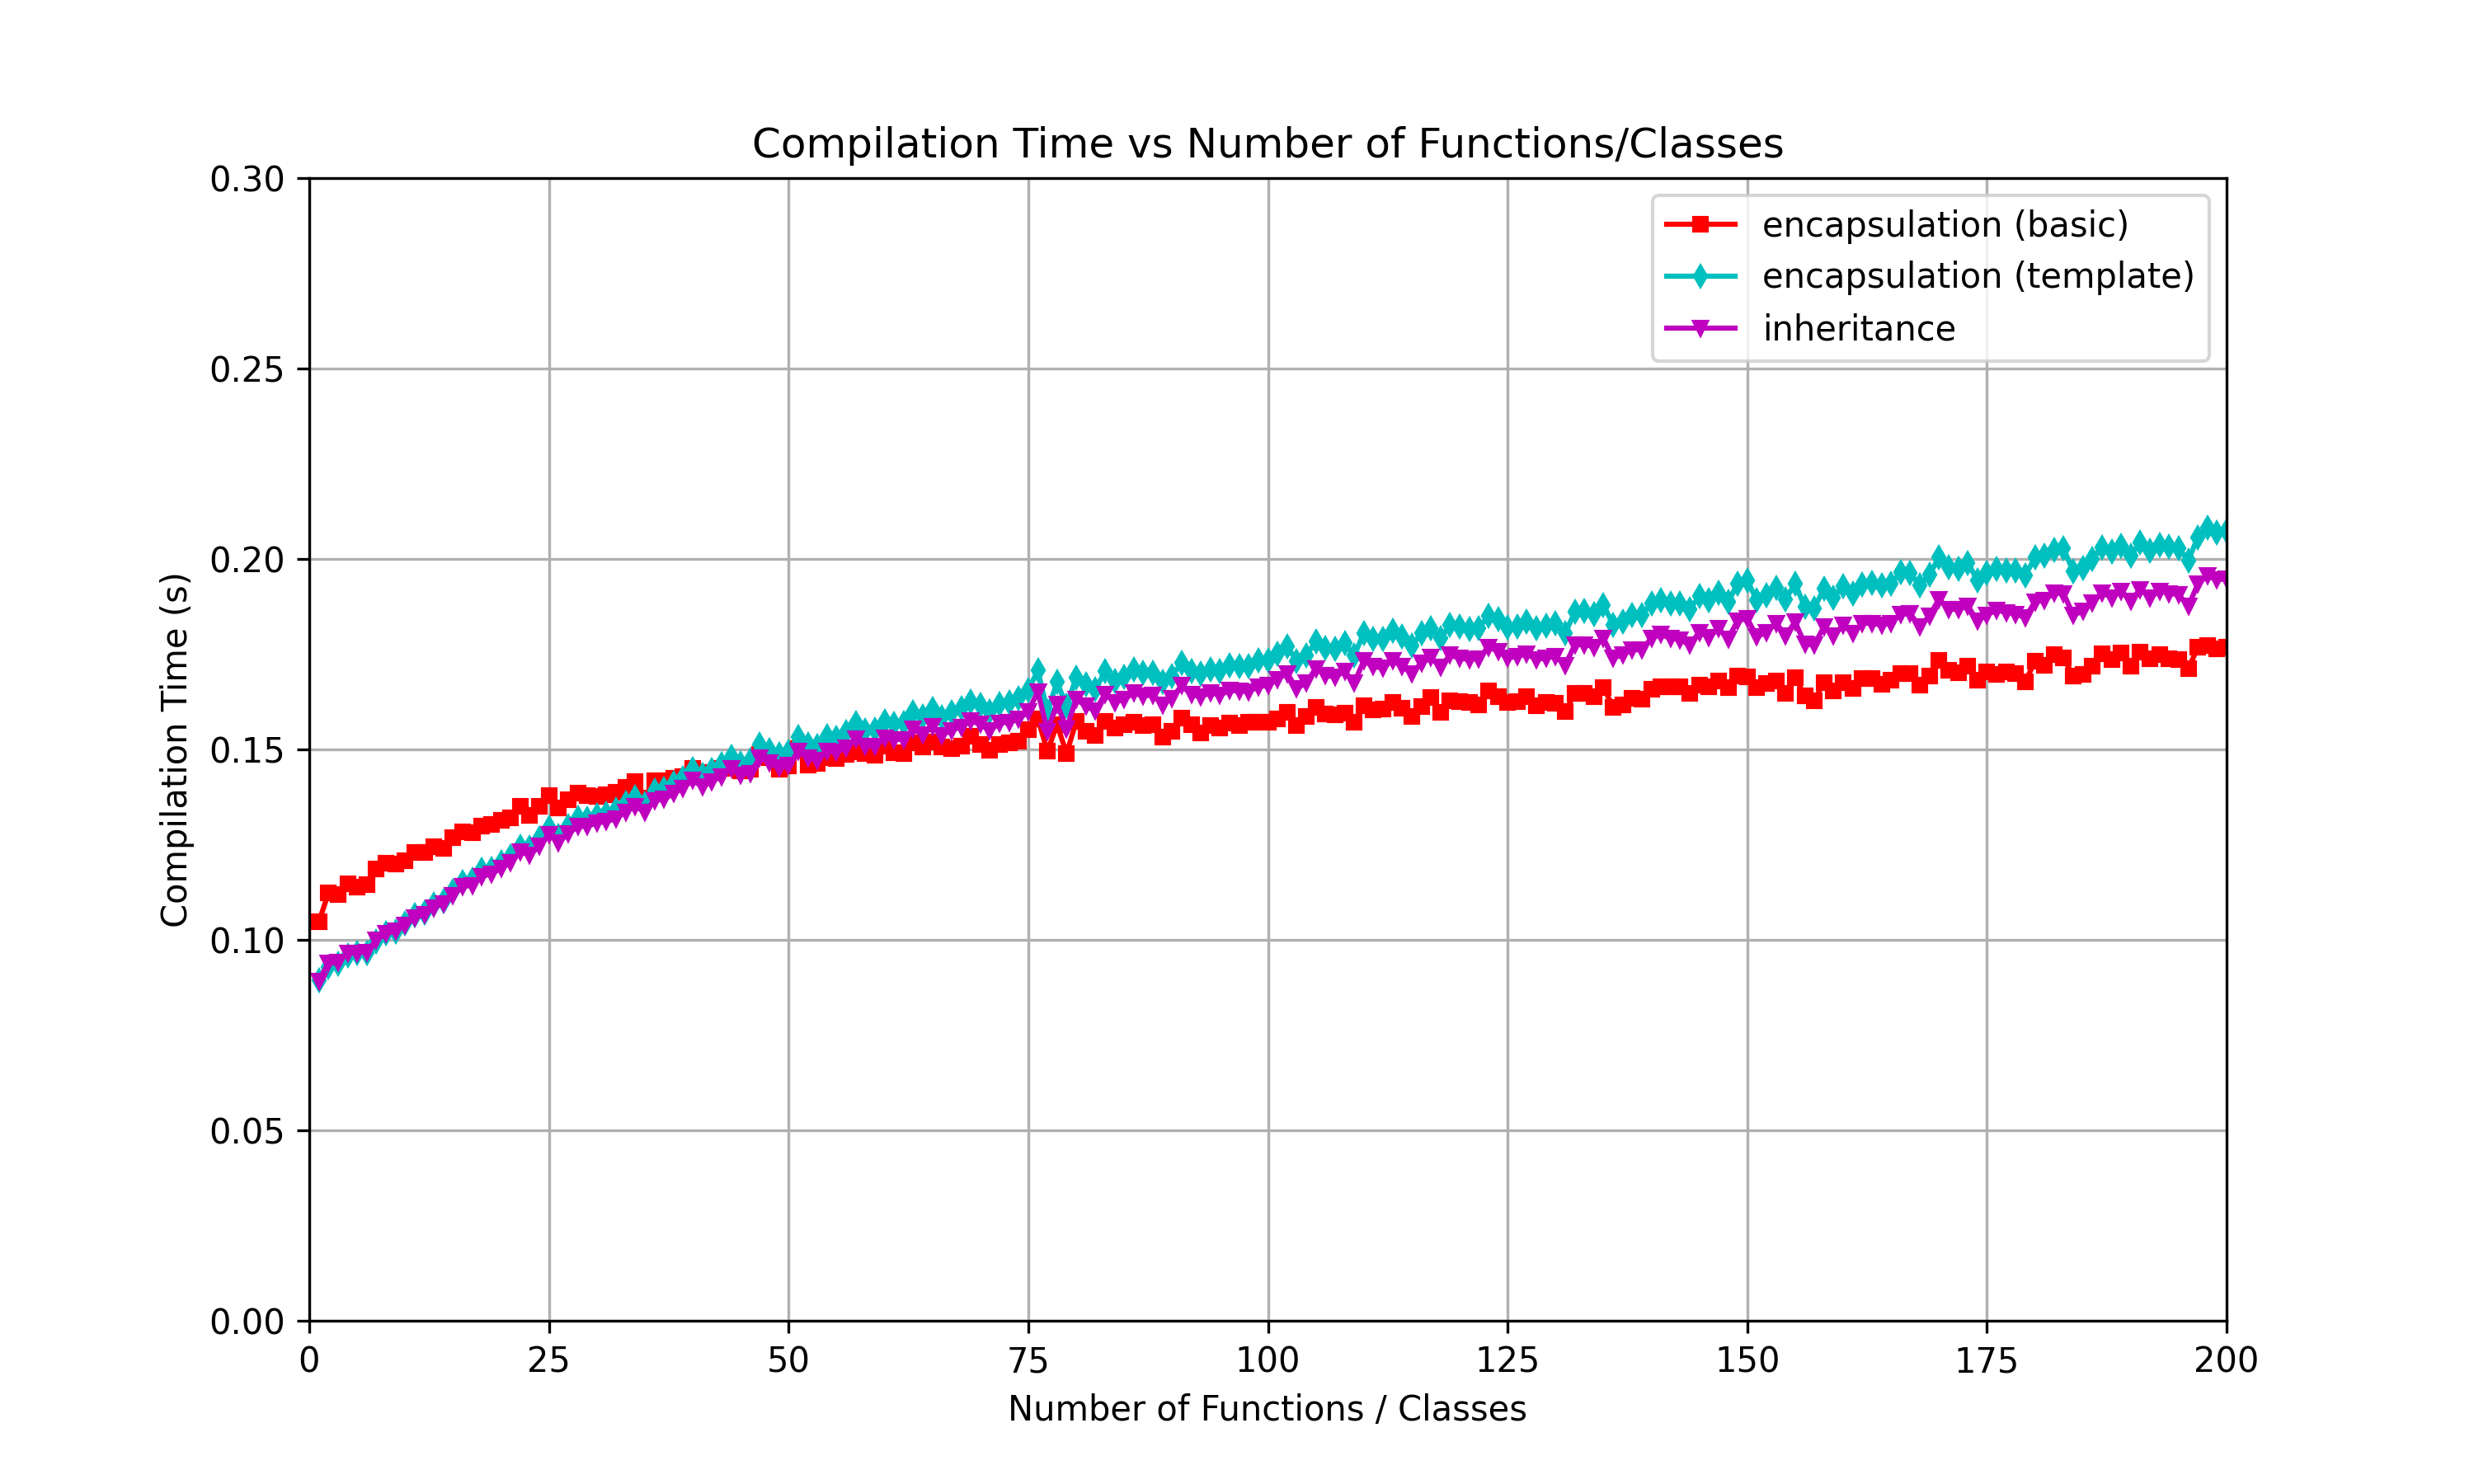 Compilation Time vs Number of Functions/Classes
0.30
0.25
0.20
0.15
0.10
0.05
0.00
Compilation Time (s)
encapsulation (basic)
encapsulation (template)
inheritance
0 25 50 75 100 125 150 175 200
Number of Functions / Classes